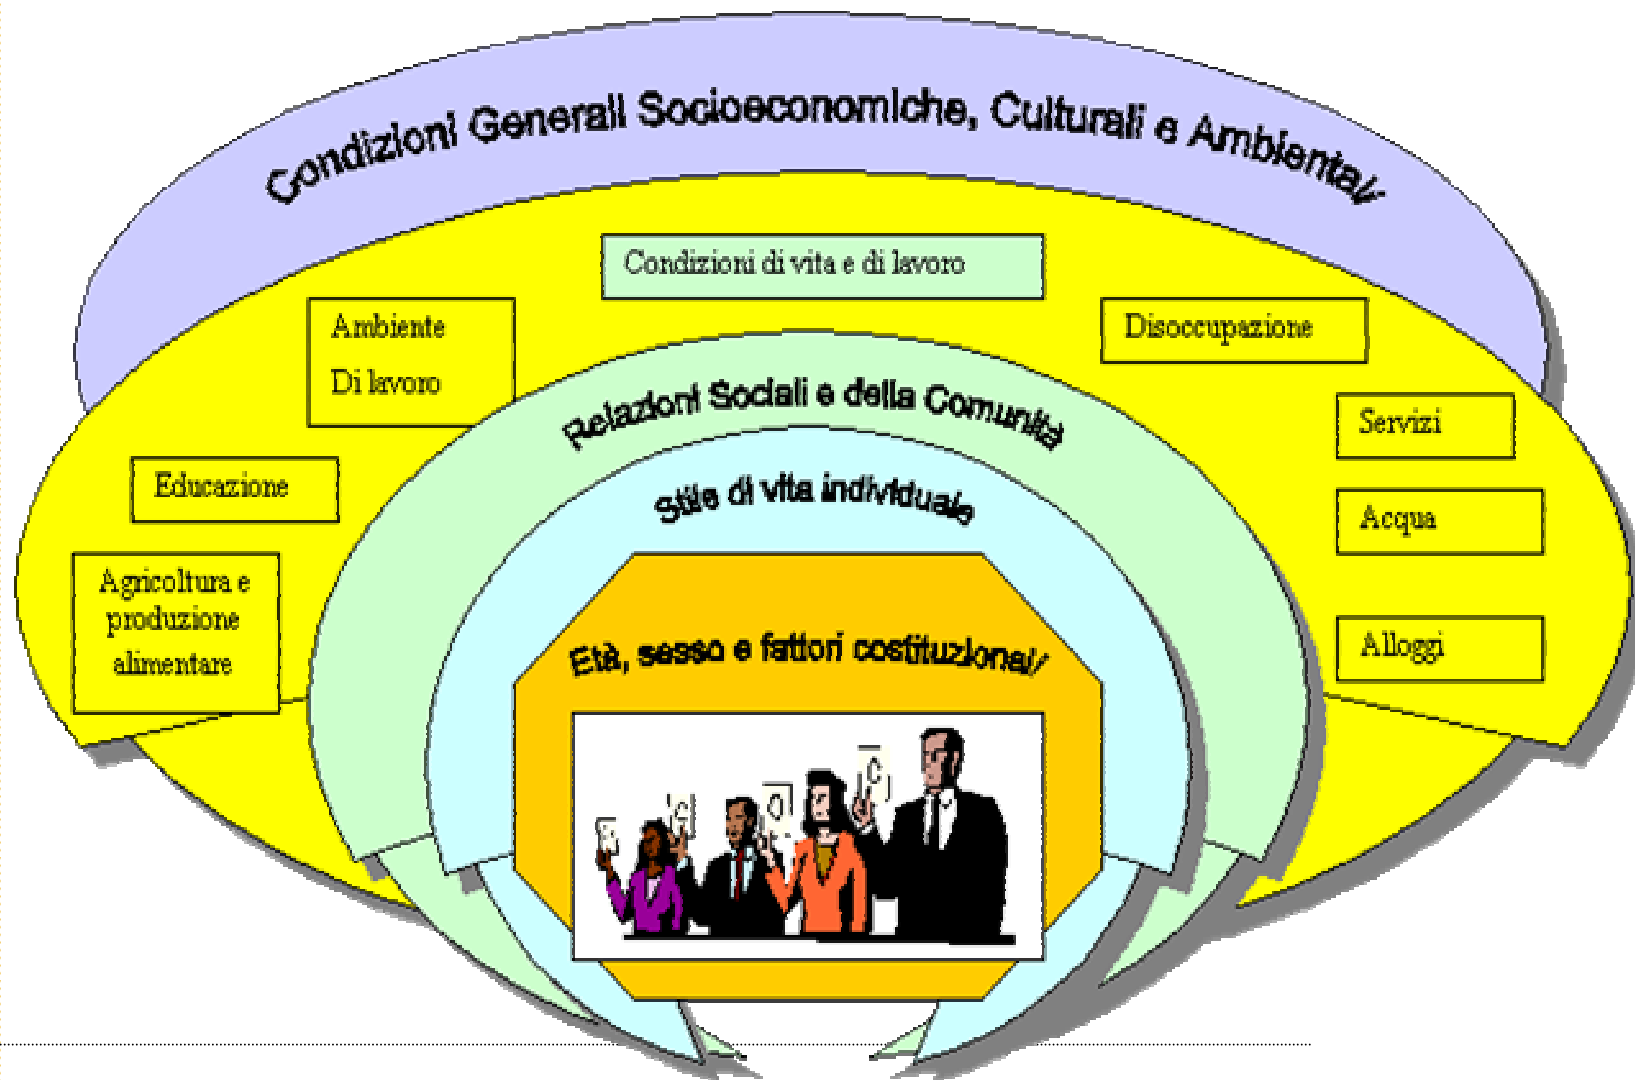 Condizioni Generali Socioeconomiche, Culturali e Ambientali
Condizioni di vita e di lavoro
Ambiente
Di lavoro
Disoccupazione
Relazioni Sociali e della Comunità
Servizi
Educazione
Stile di vita individuale
Acqua
Agricoltura e
produzione
alimentare
Alloggi
Età, sesso e fattori costituzionali